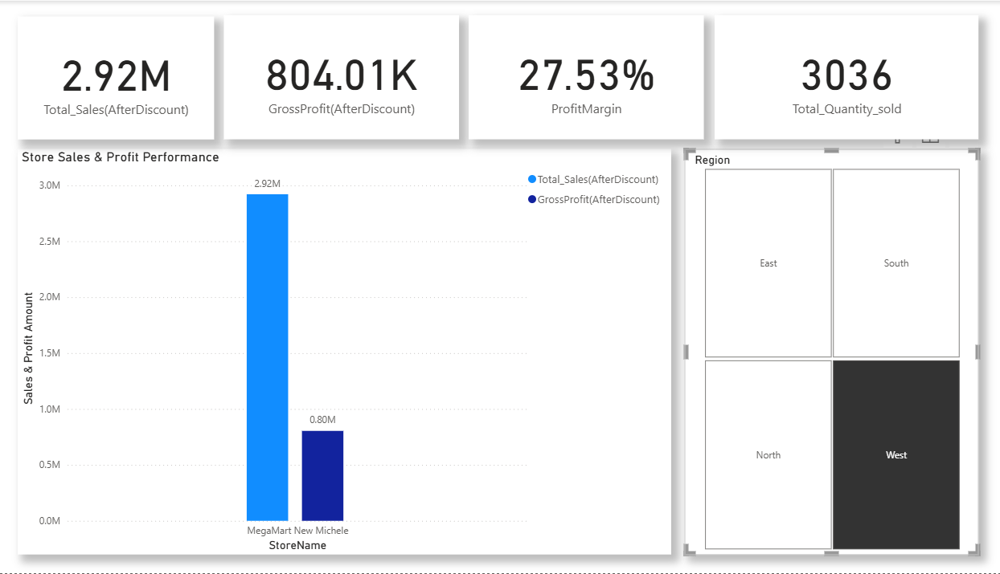 2.92M
Total_Sales(AfterDiscount)
804.01K
GrossProfit(AfterDiscount)
27.53%
ProfitMargin
3036
Total_Quantity_sold
Store Sales & Profit Performance
Total_Sales(AfterDiscount)
GrossProfit(AfterDiscount)
Sales & Profit Amount
3.0M
2.5M
2.0M
1.5M
1.0M
0.5M
0.0M
2.92M
0.80M
MegaMart New Michele
StoreName
Region
East
South
North
West